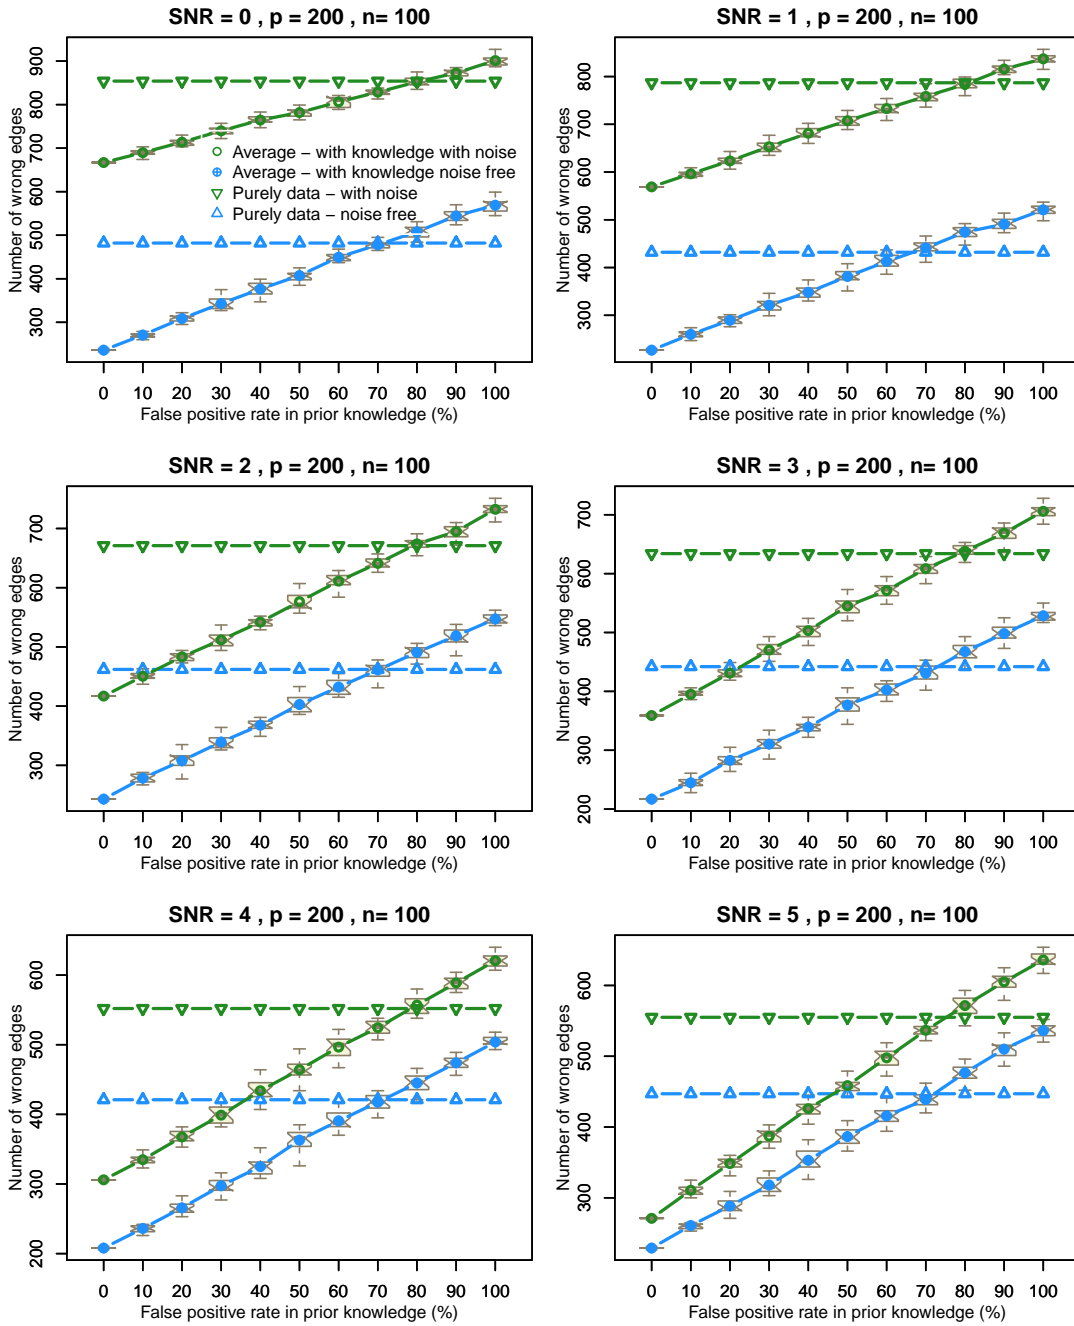 SNR = 0 , p = 200 , n= 100
Number of wrong edges
900
800
700
600
500
400
300
Average – with knowledge with noise
Average – with knowledge noise free
Purely data – with noise
Purely data – noise free
0 10 20 30 40 50 60 70 80 90 100
False positive rate in prior knowledge (%)
SNR = 1 , p = 200 , n= 100
Number of wrong edges
800
700
600
500
400
300
0 10 20 30 40 50 60 70 80 90 100
False positive rate in prior knowledge (%)
SNR = 2 , p = 200 , n= 100
Number of wrong edges
700
600
500
400
300
0 10 20 30 40 50 60 70 80 90 100
False positive rate in prior knowledge (%)
SNR = 3 , p = 200 , n= 100
Number of wrong edges
700
600
500
400
300
200
0 10 20 30 40 50 60 70 80 90 100
False positive rate in prior knowledge (%)
SNR = 4 , p = 200 , n= 100
Number of wrong edges
600
500
400
300
200
0 10 20 30 40 50 60 70 80 90 100
False positive rate in prior knowledge (%)
SNR = 5 , p = 200 , n= 100
Number of wrong edges
600
500
400
300
0 10 20 30 40 50 60 70 80 90 100
False positive rate in prior knowledge (%)